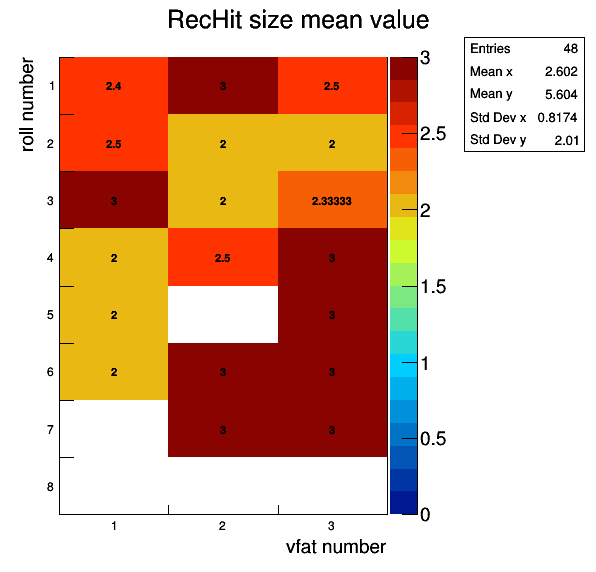 RecHit size mean value
Entries 48
Mean x 2.602
Mean y 5.604
Std Dev x 0.8174
Std Dev y 2.01
roll number
1 2.4 3 2.5
2 2.5 2 2
3 3 2 2.33333
4 2 2.5 3
5 2 3
6 2 3 3
7 3 3
8
1 2 3
vfat number
3
2.5
2
1.5
1
0.5
0